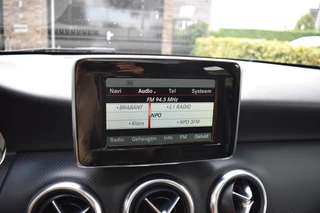 Navi Audio Tel Systeem
FM 94.5 MHz
•BRABANT •L1 RADIO
NPO
•Klara •NPO 3FM
Radio Geheugen Info FM Geluid